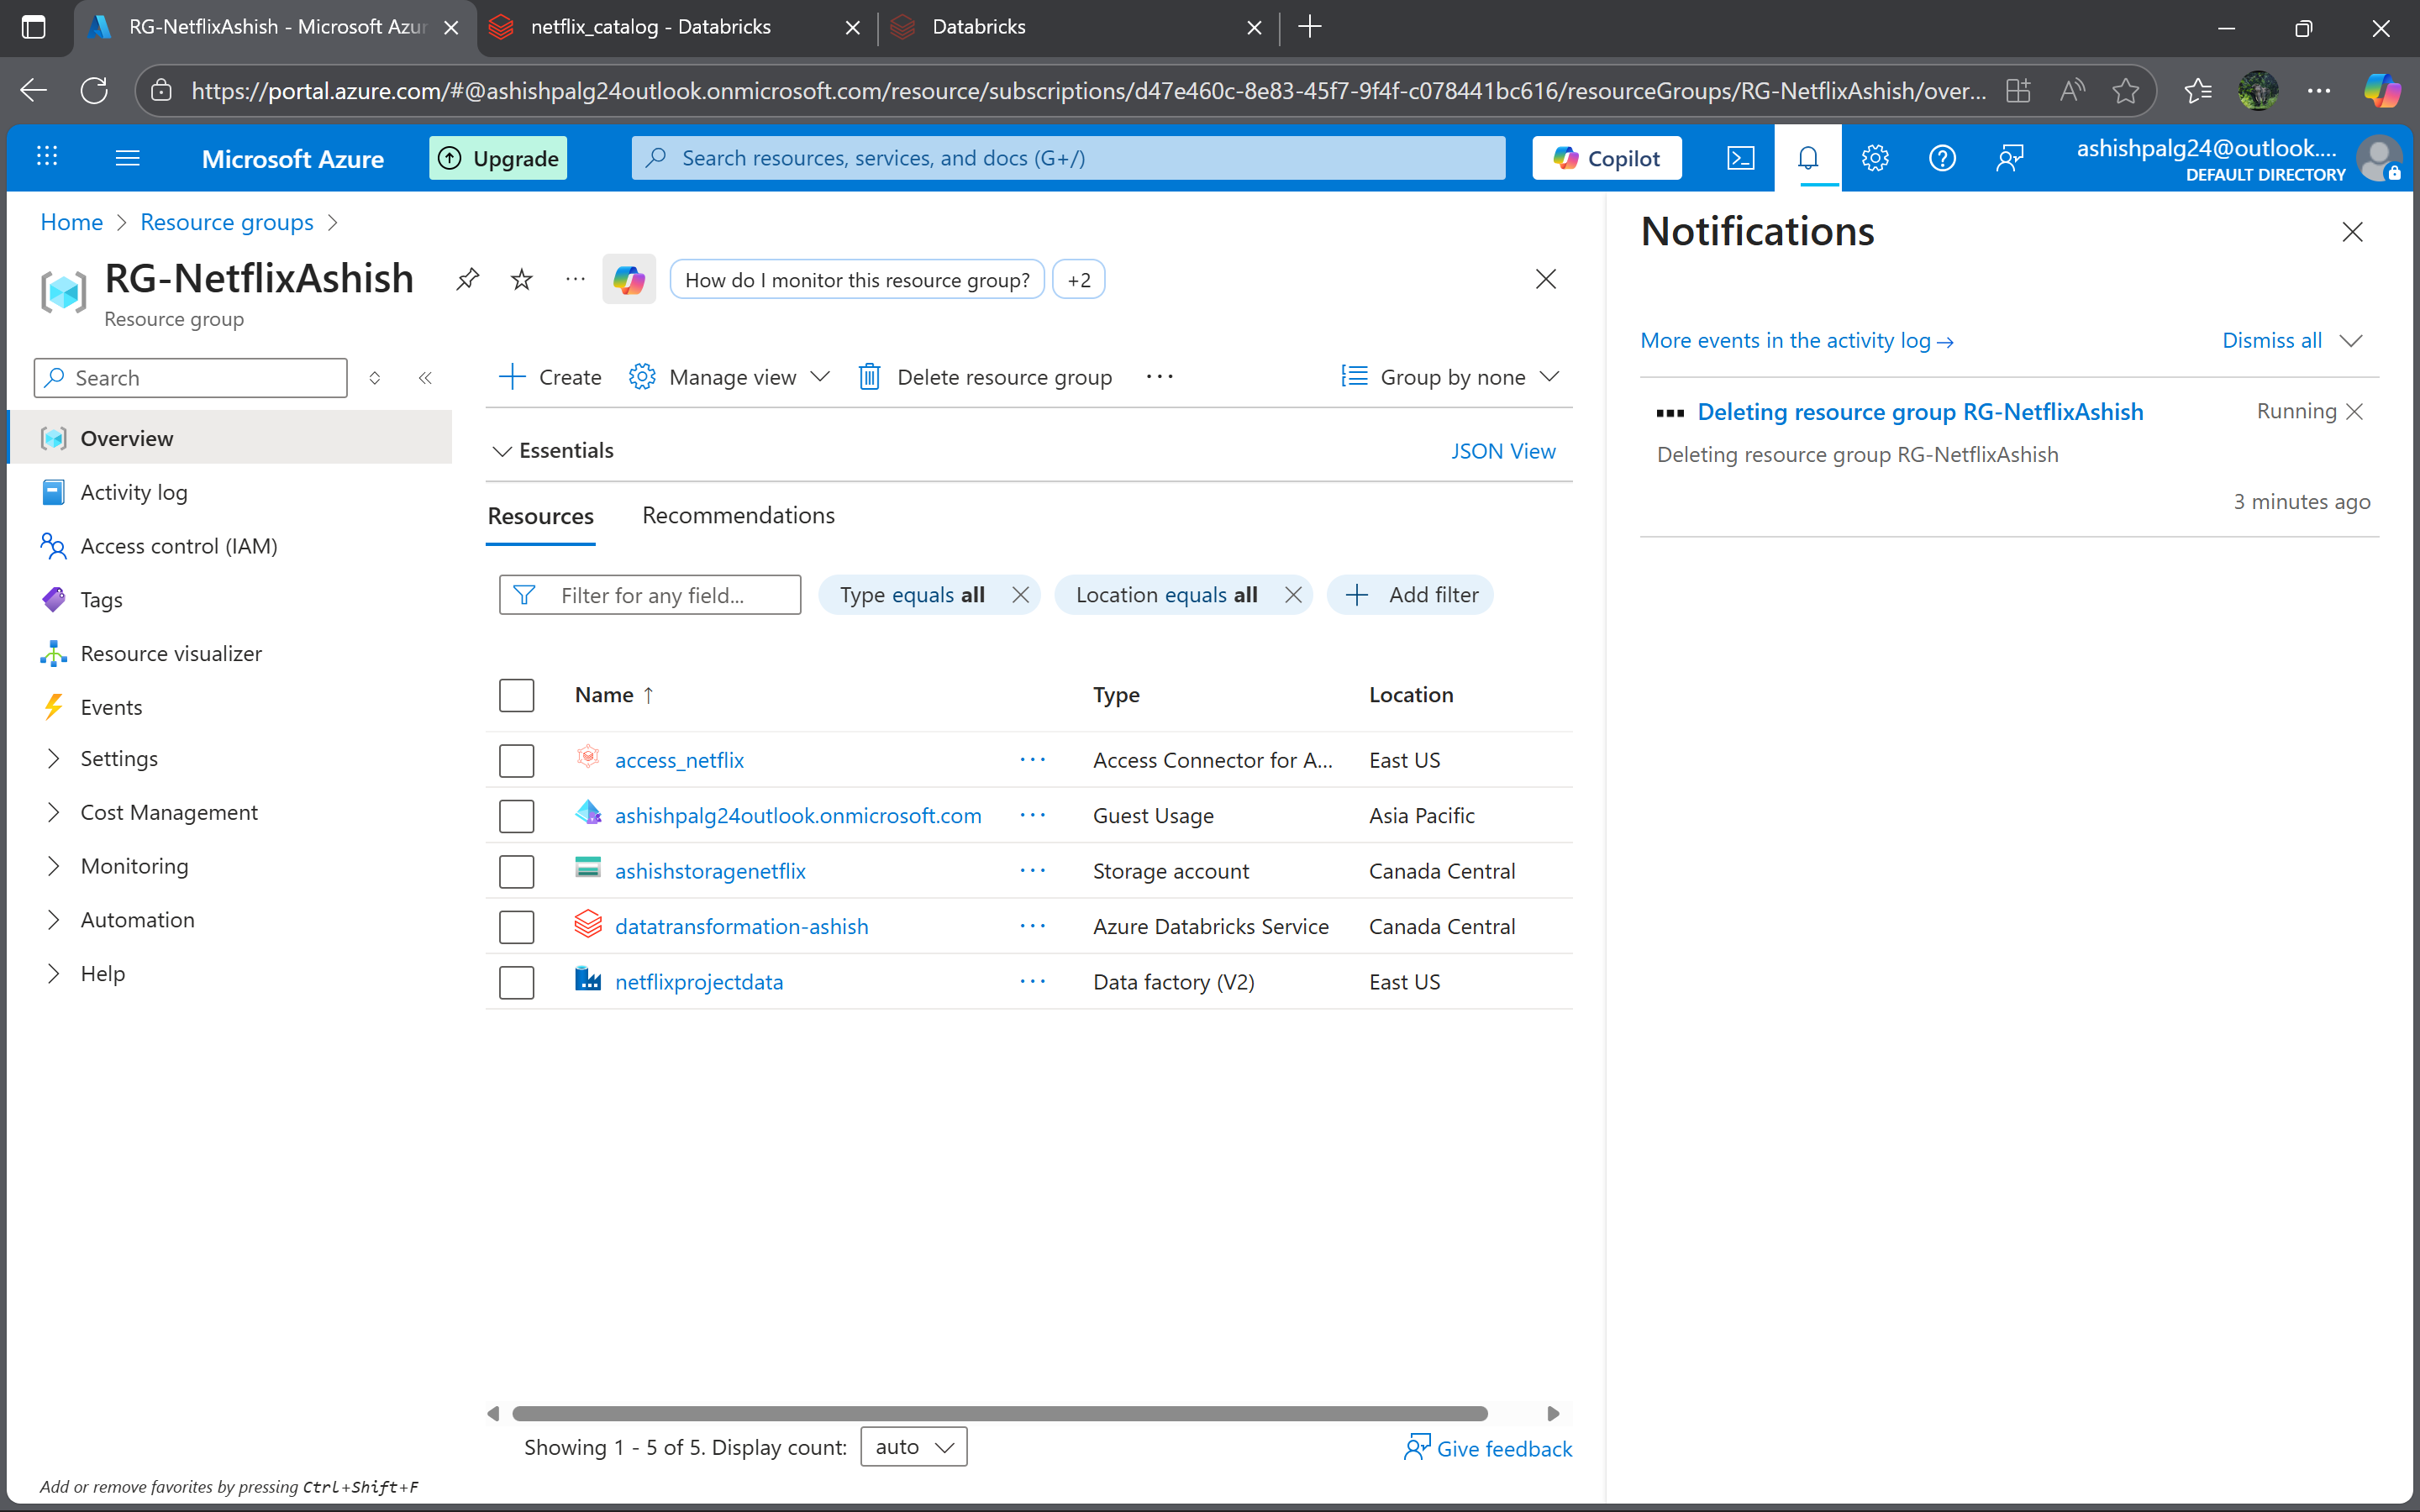 RG-NetflixAshish - Microsoft Azur
netflix_catalog - Databricks
Databricks
https://portal.azure.com/#@ashishpalg24outlook.onmicrosoft.com/resource/subscriptions/d47e460c-8e83-45f7-9f4f-c078441bc616/resourceGroups/RG-NetflixAshish/over...
Microsoft Azure
Upgrade
Search resources, services, and docs (G+/)
Copilot
ashishpalg24@outlook....
DEFAULT DIRECTORY
Home > Resource groups >
RG-NetflixAshish
Resource group
How do I monitor this resource group?
+2
Search
Overview
Activity log
Access control (IAM)
Tags
Resource visualizer
Events
Settings
Cost Management
Monitoring
Automation
Help
Add or remove favorites by pressing Ctrl+Shift+F
Create
Manage view
Delete resource group
Group by none
Essentials
JSON View
Resources
Recommendations
Filter for any field...
Type equals all
Location equals all
Add filter
Name ↑ Type Location
access_netflix ... Access Connector for A... East US
ashishpalg24outlook.onmicrosoft.com ... Guest Usage Asia Pacific
ashishstoragenetflix ... Storage account Canada Central
datatransformation-ashish ... Azure Databricks Service Canada Central
netflixprojectdata ... Data factory (V2) East US
Showing 1 - 5 of 5. Display count: auto
Give feedback
Notifications
More events in the activity log →
Dismiss all
Deleting resource group RG-NetflixAshish
Running
Deleting resource group RG-NetflixAshish
3 minutes ago